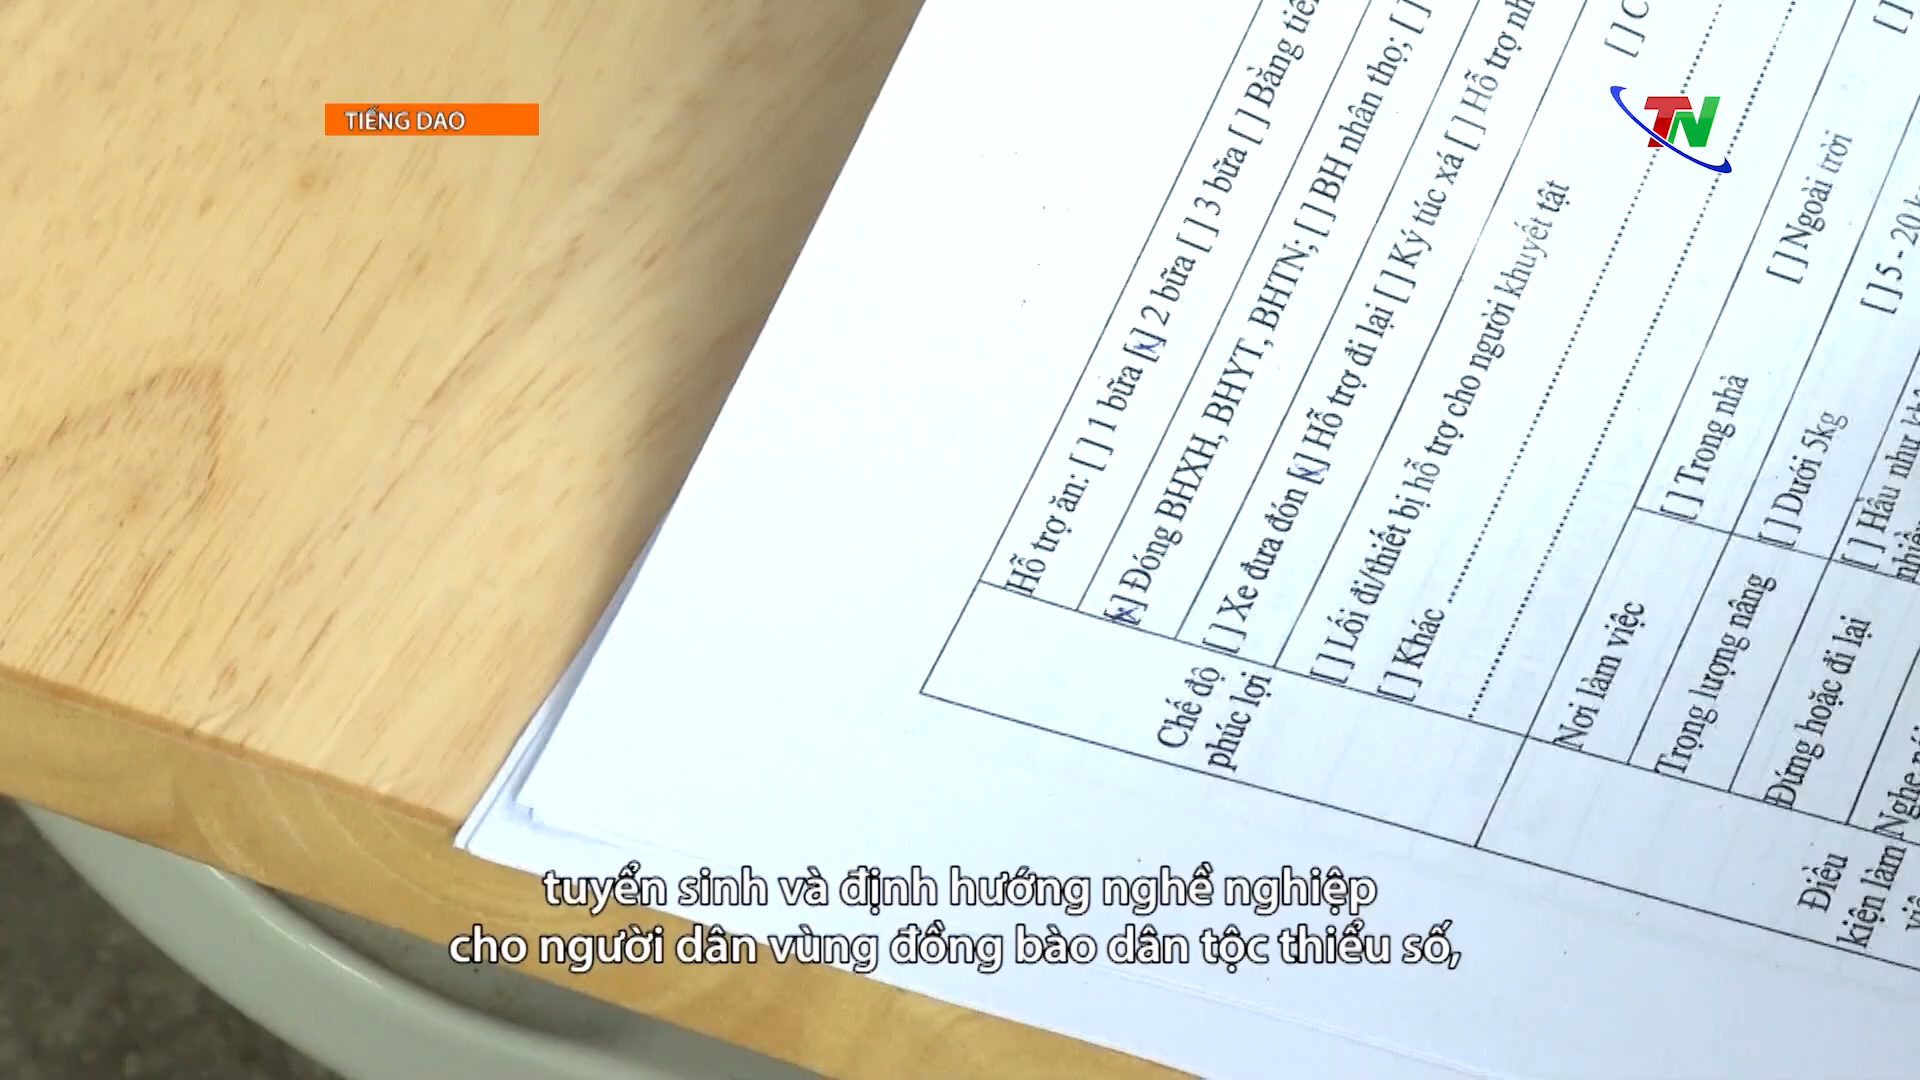 TIẾNG DAO
TN
Hỗ trợ ăn: [ ] 1 bữa [x] 2 bữa [ ] 3 bữa [ ] Bằng
[x] Đóng BHXH, BHYT, BHTN; [ ] BH nhân thọ; [ ]
[ ] Xe đưa đón [x] Hỗ trợ đi lại [ ] Ký túc xá [ ] Hỗ trợ
[ ] Lối đi/thiết bị hỗ trợ cho người khuyết tật
[ ] Khác
Chế độ
phúc lợi
Nơi làm việc [ ] Trong nhà [ ] Ngoài trời
Trọng lượng nâng [ ] Dưới 5kg [ ] 5 - 20
Đứng hoặc đi lại [ ] Hầu như
Điều
kiện làm
tuyển sinh và định hướng nghề nghiệp
cho người dân vùng đồng bào dân tộc thiểu số,